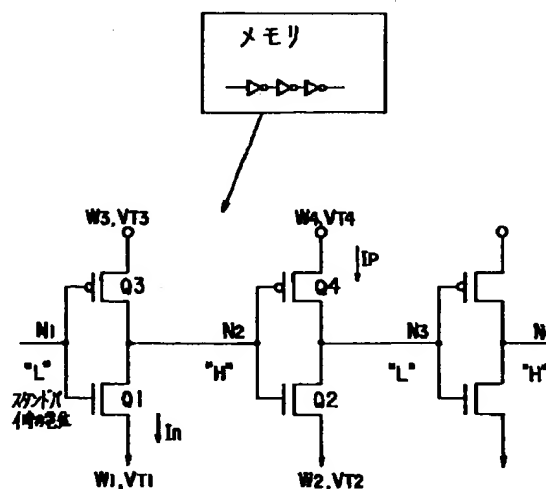 メモリ
W3,VT3
W4,VT4
IP
Q3
Q4
N1
N2
N3
N
"L"
"H"
"L"
"H"
スタンドバイ時の電位
Q1
Q2
In
W1,VT1
W2,VT2